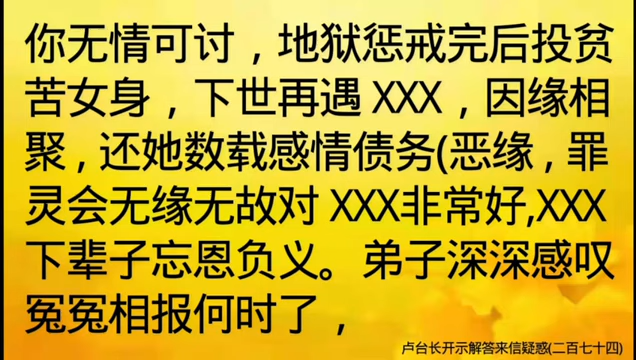 你无情可讨，地狱惩戒完后投贫
苦女身，下世再遇 XXX，因缘相
聚，还她数载感情债务(恶缘，罪
灵会无缘无故对 XXX非常好,XXX
下辈子忘恩负义。弟子深深感叹
冤冤相报何时了，
卢台长开示解答来信疑惑(二百七十四)